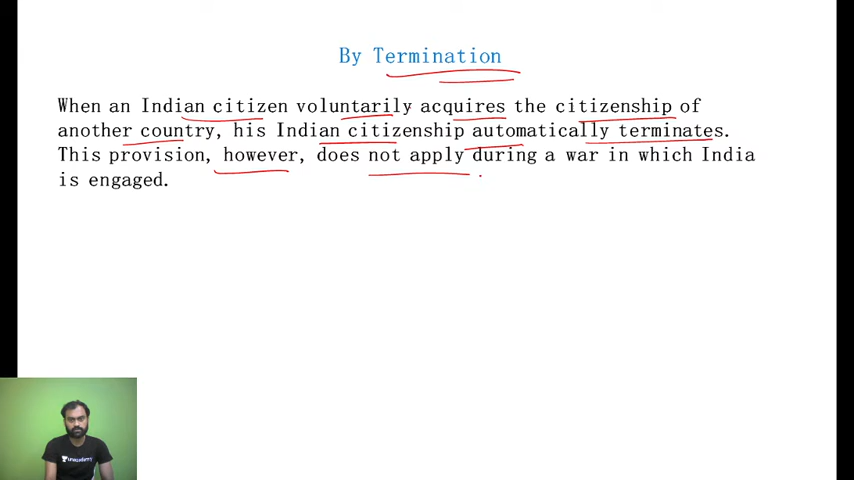 By Termination
When an Indian citizen voluntarily acquires the citizenship of
another country, his Indian citizenship automatically terminates.
This provision, however, does not apply during a war in which India
is engaged.